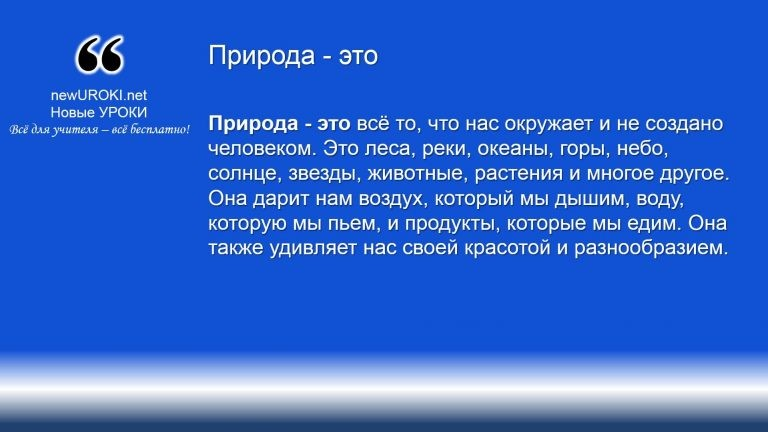 newUROKI.net
Новые УРОКИ
Всё для учителя – всё бесплатно!
Природа - это
Природа - это всё то, что нас окружает и не создано
человеком. Это леса, реки, океаны, горы, небо,
солнце, звезды, животные, растения и многое другое.
Она дарит нам воздух, который мы дышим, воду,
которую мы пьем, и продукты, которые мы едим. Она
также удивляет нас своей красотой и разнообразием.